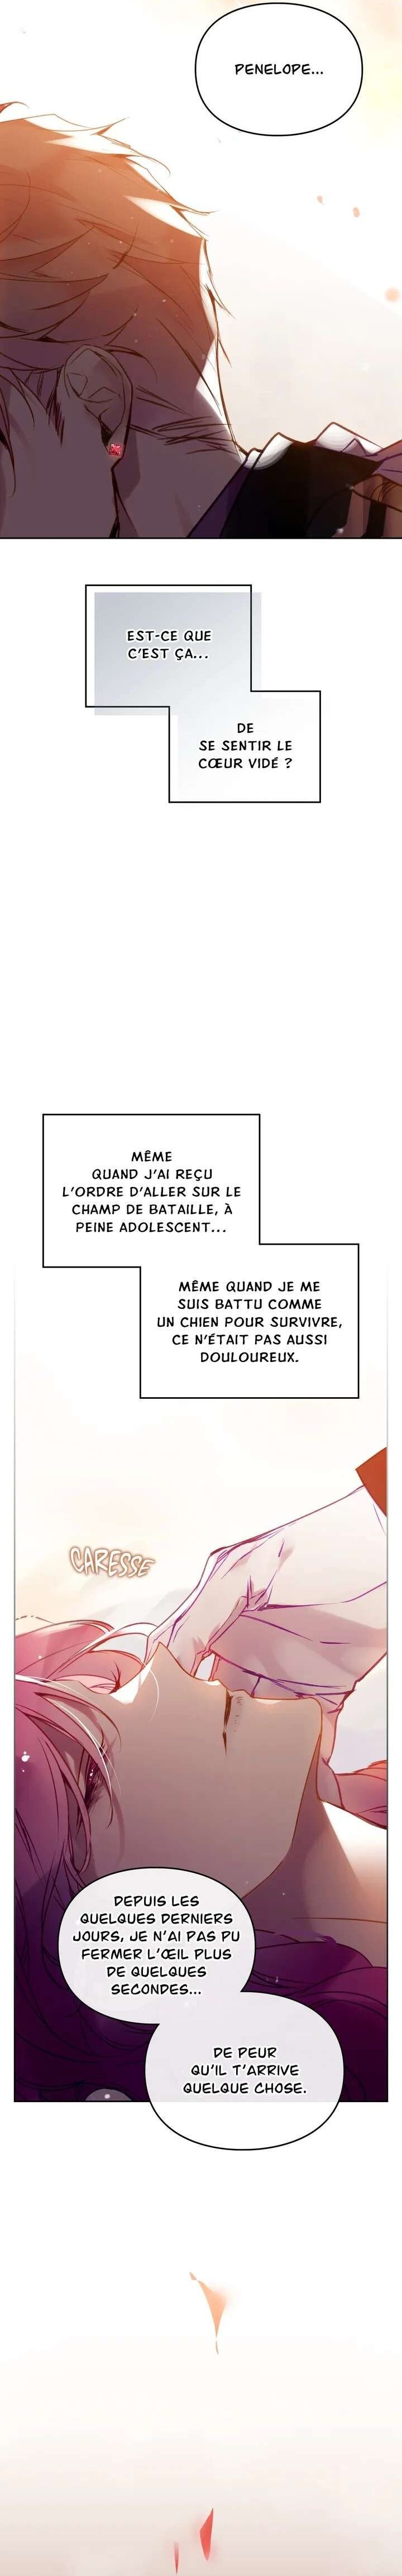 PENELOPE...
EST-CE QUE
C'EST ÇA...
DE
SE SENTIR LE
CŒUR VIDÉ ?
MÊME
QUAND J'AI REÇU
L'ORDRE D'ALLER SUR LE
CHAMP DE BATAILLE, À
PEINE ADOLESCENT...
MÊME QUAND JE ME
SUIS BATTU COMME
UN CHIEN POUR SURVIVRE,
CE N'ÉTAIT PAS AUSSI
DOULOUREUX.
CARESSE
DEPUIS LES
QUELQUES DERNIERS
JOURS, JE N'AI PAS PU
FERMER L'ŒIL PLUS
DE QUELQUES
SECONDES...
DE PEUR
QU'IL T'ARRIVE
QUELQUE CHOSE.